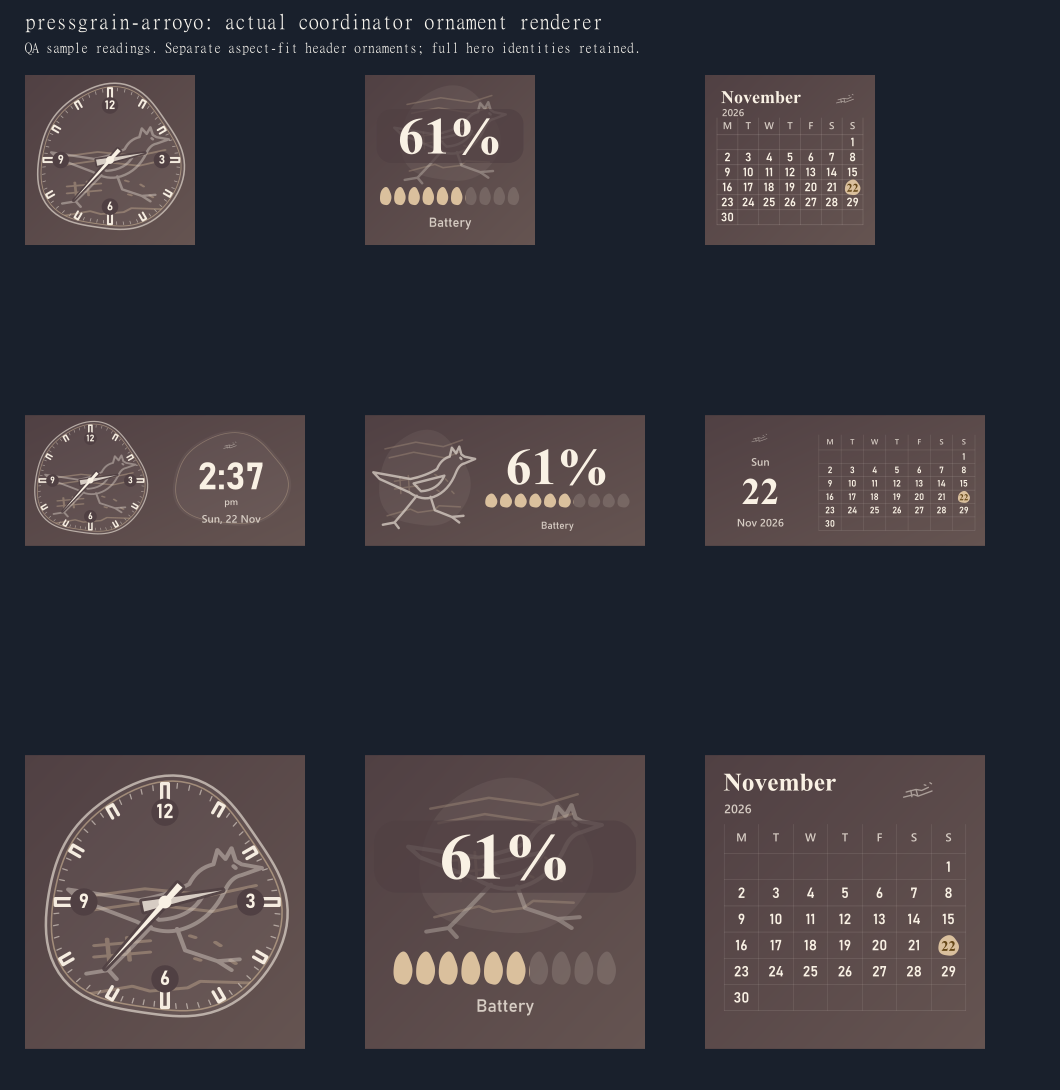 pressgrain-arroyo: actual coordinator ornament renderer
QA sample readings. Separate aspect-fit header ornaments; full hero identities retained.
12
9
3
6
61%
Battery
November
2026
M T W T F S S
1
2 3 4 5 6 7 8
9 10 11 12 13 14 15
16 17 18 19 20 21 22
23 24 25 26 27 28 29
30
12
9
3
6
2:37
pm
Sun, 22 Nov
61%
Battery
Sun
22
Nov 2026
M T W T F S S
1
2 3 4 5 6 7 8
9 10 11 12 13 14 15
16 17 18 19 20 21 22
23 24 25 26 27 28 29
30
12
9
3
6
61%
Battery
November
2026
M T W T F S S
1
2 3 4 5 6 7 8
9 10 11 12 13 14 15
16 17 18 19 20 21 22
23 24 25 26 27 28 29
30